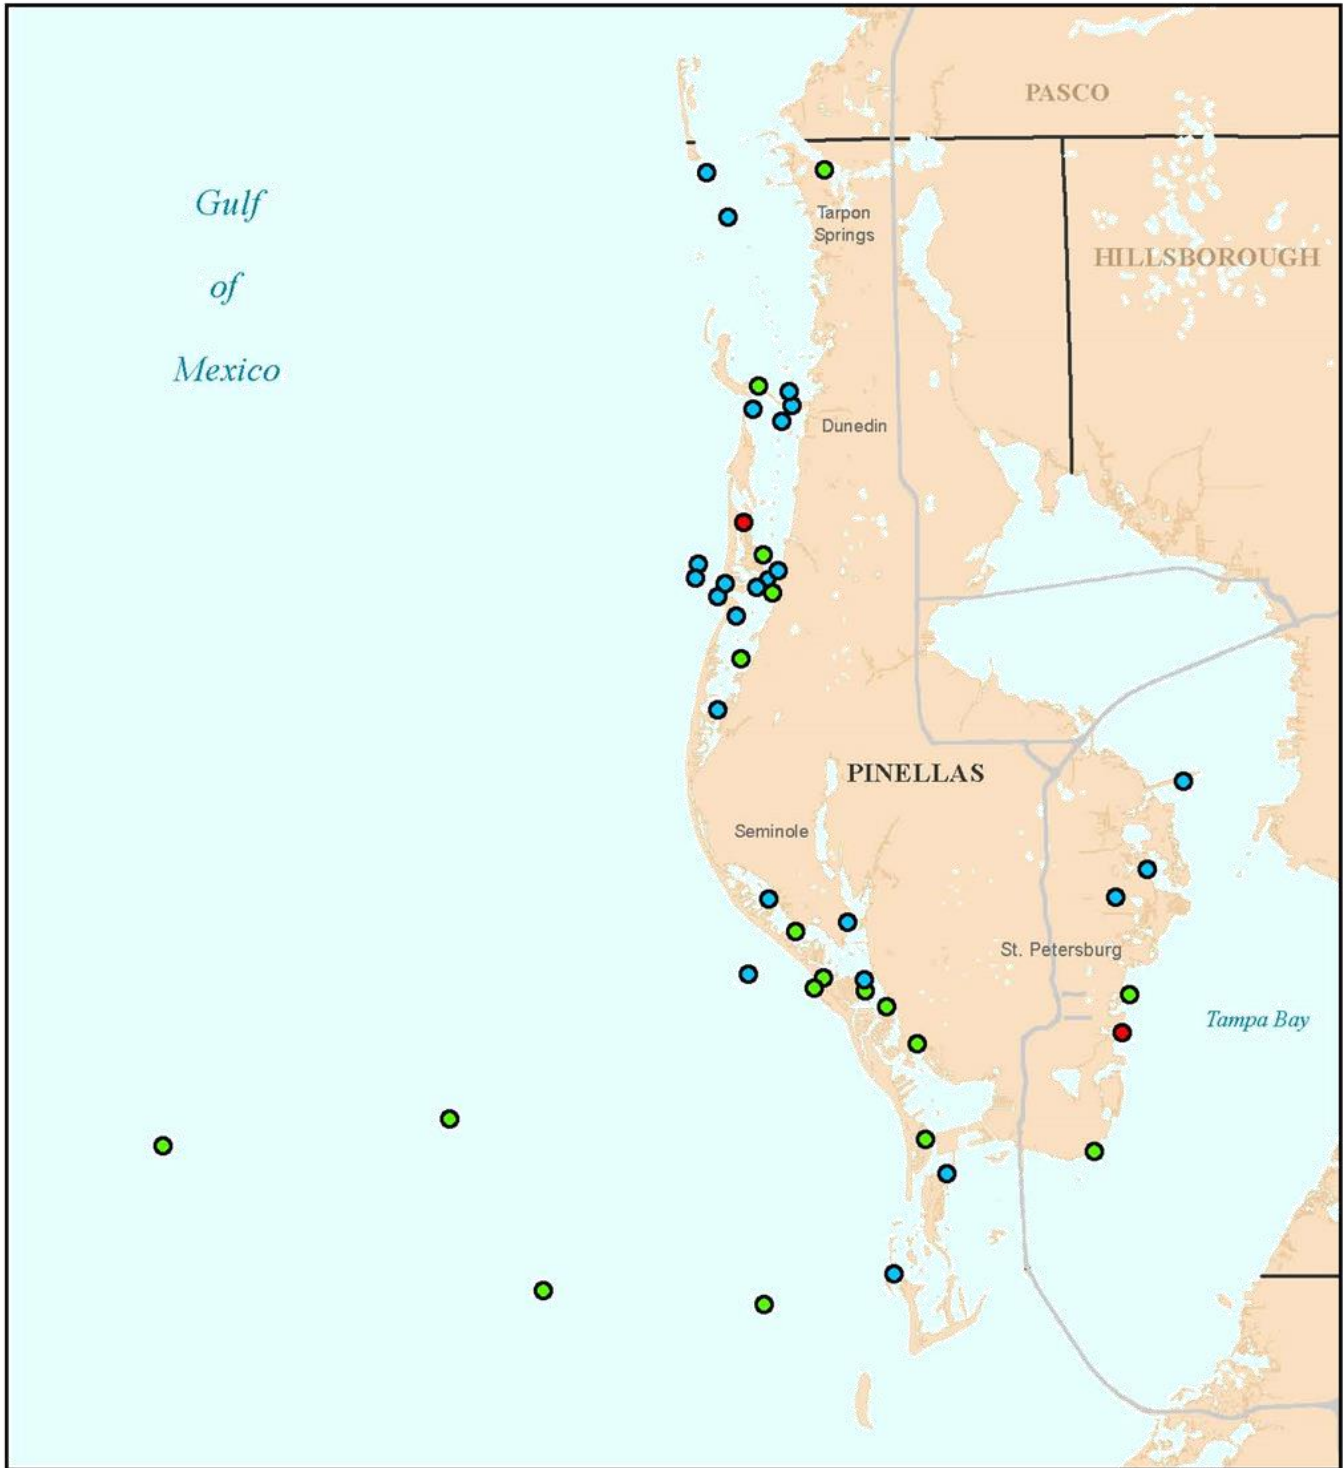 PASCO
Gulf
of
Mexico
Tarpon
Springs
HILLSBOROUGH
Dunedin
PINELLAS
Seminole
St. Petersburg
Tampa Bay